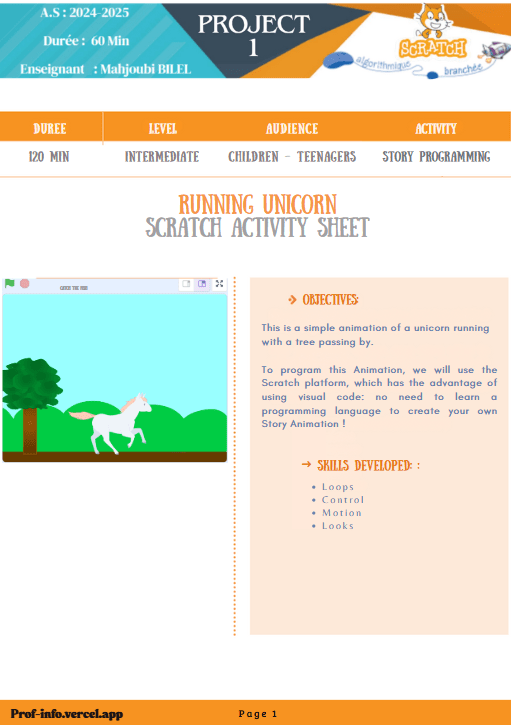 A.S : 2024-2025
Durée : 60 Min
Enseignant : Mahjoubi BILEL
PROJECT
1
SCRATCH
algorithmique
branchée
DUREE LEVEL AUDIENCE ACTIVITY
120 MIN INTERMEDIATE CHILDREN - TEENAGERS STORY PROGRAMMING
RUNNING UNICORN
SCRATCH ACTIVITY SHEET
OBJECTIVES:
This is a simple animation of a unicorn running
with a tree passing by.
To program this Animation, we will use the
Scratch platform, which has the advantage of
using visual code: no need to learn a
programming language to create your own
Story Animation !
→ SKILLS DEVELOPED: :
• Loops
• Control
• Motion
• Looks
Prof-info.vercel.app
Page 1